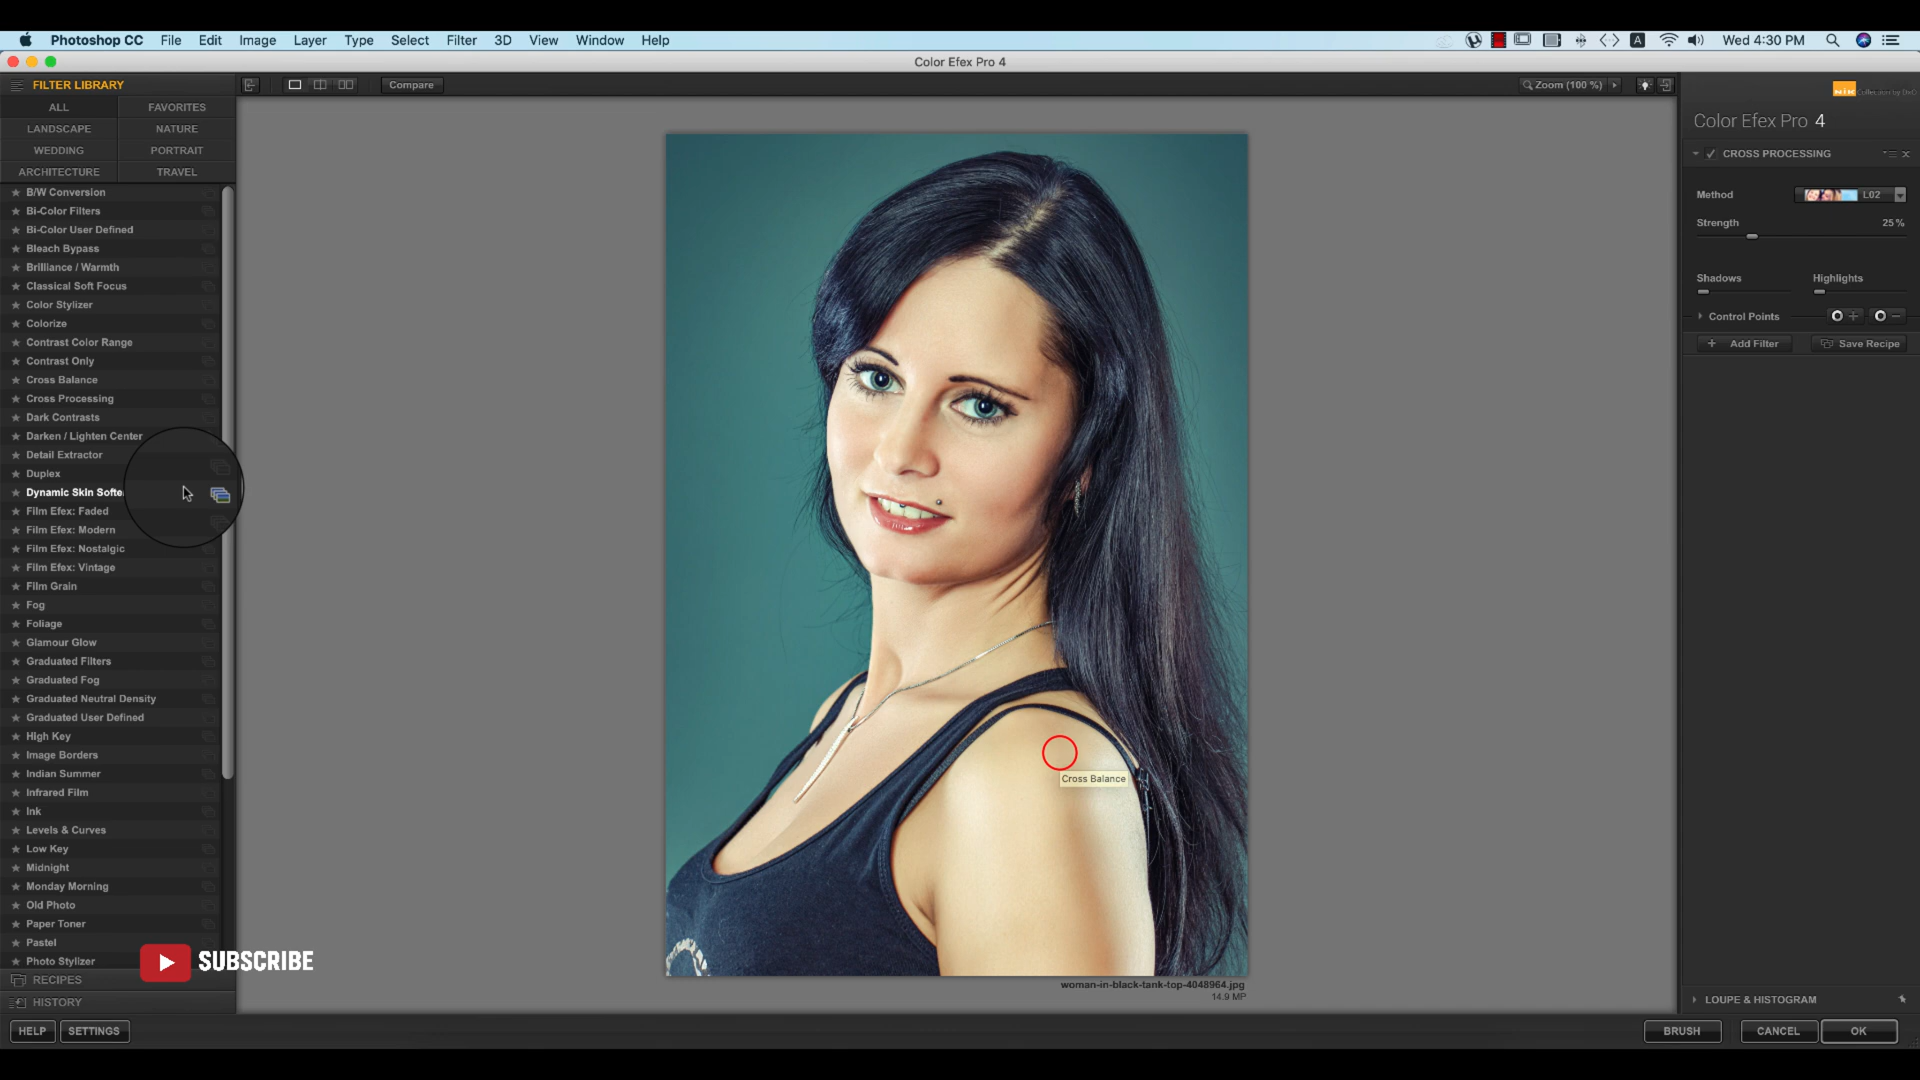 Photoshop CC File Edit Image Layer Type Select Filter 3D View Window Help A Wed 4:30 PM
Color Efex Pro 4
FILTER LIBRARY
Compare
Zoom (100 %)
ALL FAVORITES
LANDSCAPE NATURE
WEDDING PORTRAIT
ARCHITECTURE TRAVEL
B/W Conversion
Bi-Color Filters
Bi-Color User Defined
Bleach Bypass
Brilliance / Warmth
Classical Soft Focus
Color Stylizer
Colorize
Contrast Color Range
Contrast Only
Cross Balance
Cross Processing
Dark Contrasts
Darken / Lighten Center
Detail Extractor
Duplex
Dynamic Skin Softe
Film Efex: Faded
Film Efex: Modern
Film Efex: Nostalgic
Film Efex: Vintage
Film Grain
Fog
Foliage
Glamour Glow
Graduated Filters
Graduated Fog
Graduated Neutral Density
Graduated User Defined
High Key
Image Borders
Indian Summer
Infrared Film
Ink
Levels & Curves
Low Key
Midnight
Monday Morning
Old Photo
Paper Toner
Pastel
Photo Stylizer
SUBSCRIBE
RECIPES
HISTORY
HELP SETTINGS
Cross Balance
woman-in-black-tank-top-4048964.jpg
14.9 MP
Nik Collection by DxO
Color Efex Pro 4
CROSS PROCESSING
Method L02
Strength 25 %
Shadows Highlights
Control Points
Add Filter Save Recipe
LOUPE & HISTOGRAM
BRUSH CANCEL OK